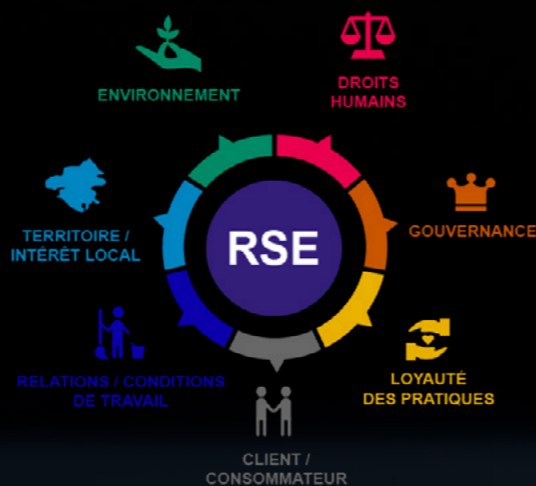 ENVIRONNEMENT
DROITS
HUMAINS
TERRITOIRE /
INTÉRÊT LOCAL
RSE
GOUVERNANCE
RELATIONS / CONDITIONS
DE TRAVAIL
LOYAUTÉ
DES PRATIQUES
CLIENT /
CONSOMMATEUR